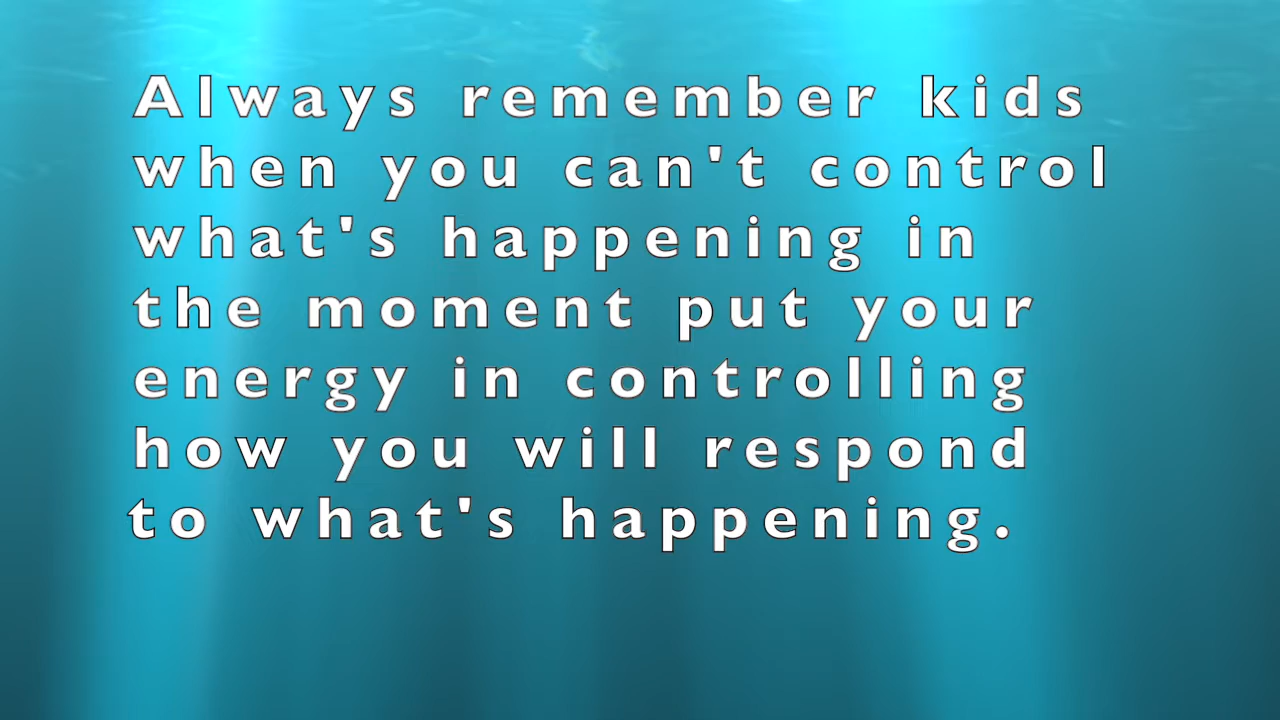 Always remember kids
when you can't control
what's happening in
the moment put your
energy in controlling
how you will respond
to what's happening.